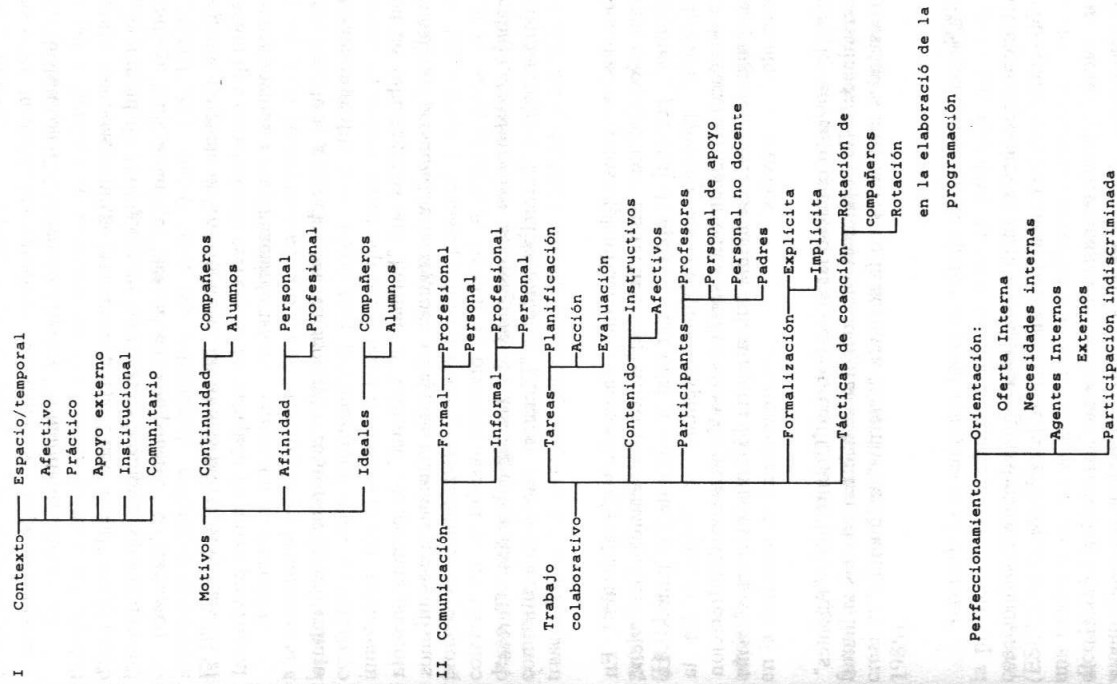 I Contexto Espacio/temporal
Afectivo
Práctico
Apoyo externo
Institucional
Comunitario
Motivos Continuidad Compañeros
Alumnos
Afinidad Personal
Profesional
Ideales Compañeros
Alumnos
II Comunicación Formal Profesional
Personal
Informal Profesional
Personal
Trabajo colaborativo Tareas Planificación
Acción
Evaluación
Contenido Instructivos
Afectivos
Participantes Profesores
Personal de apoyo
Personal no docente
Padres
Formalización Explicita
Implicita
Tácticas de coacción Rotación de
compañeros
Rotación
en la elaboració de la
programación
Perfeccionamiento Orientación:
Oferta Interna
Necesidades internas
Agentes Internos
Externos
Participación indiscriminada